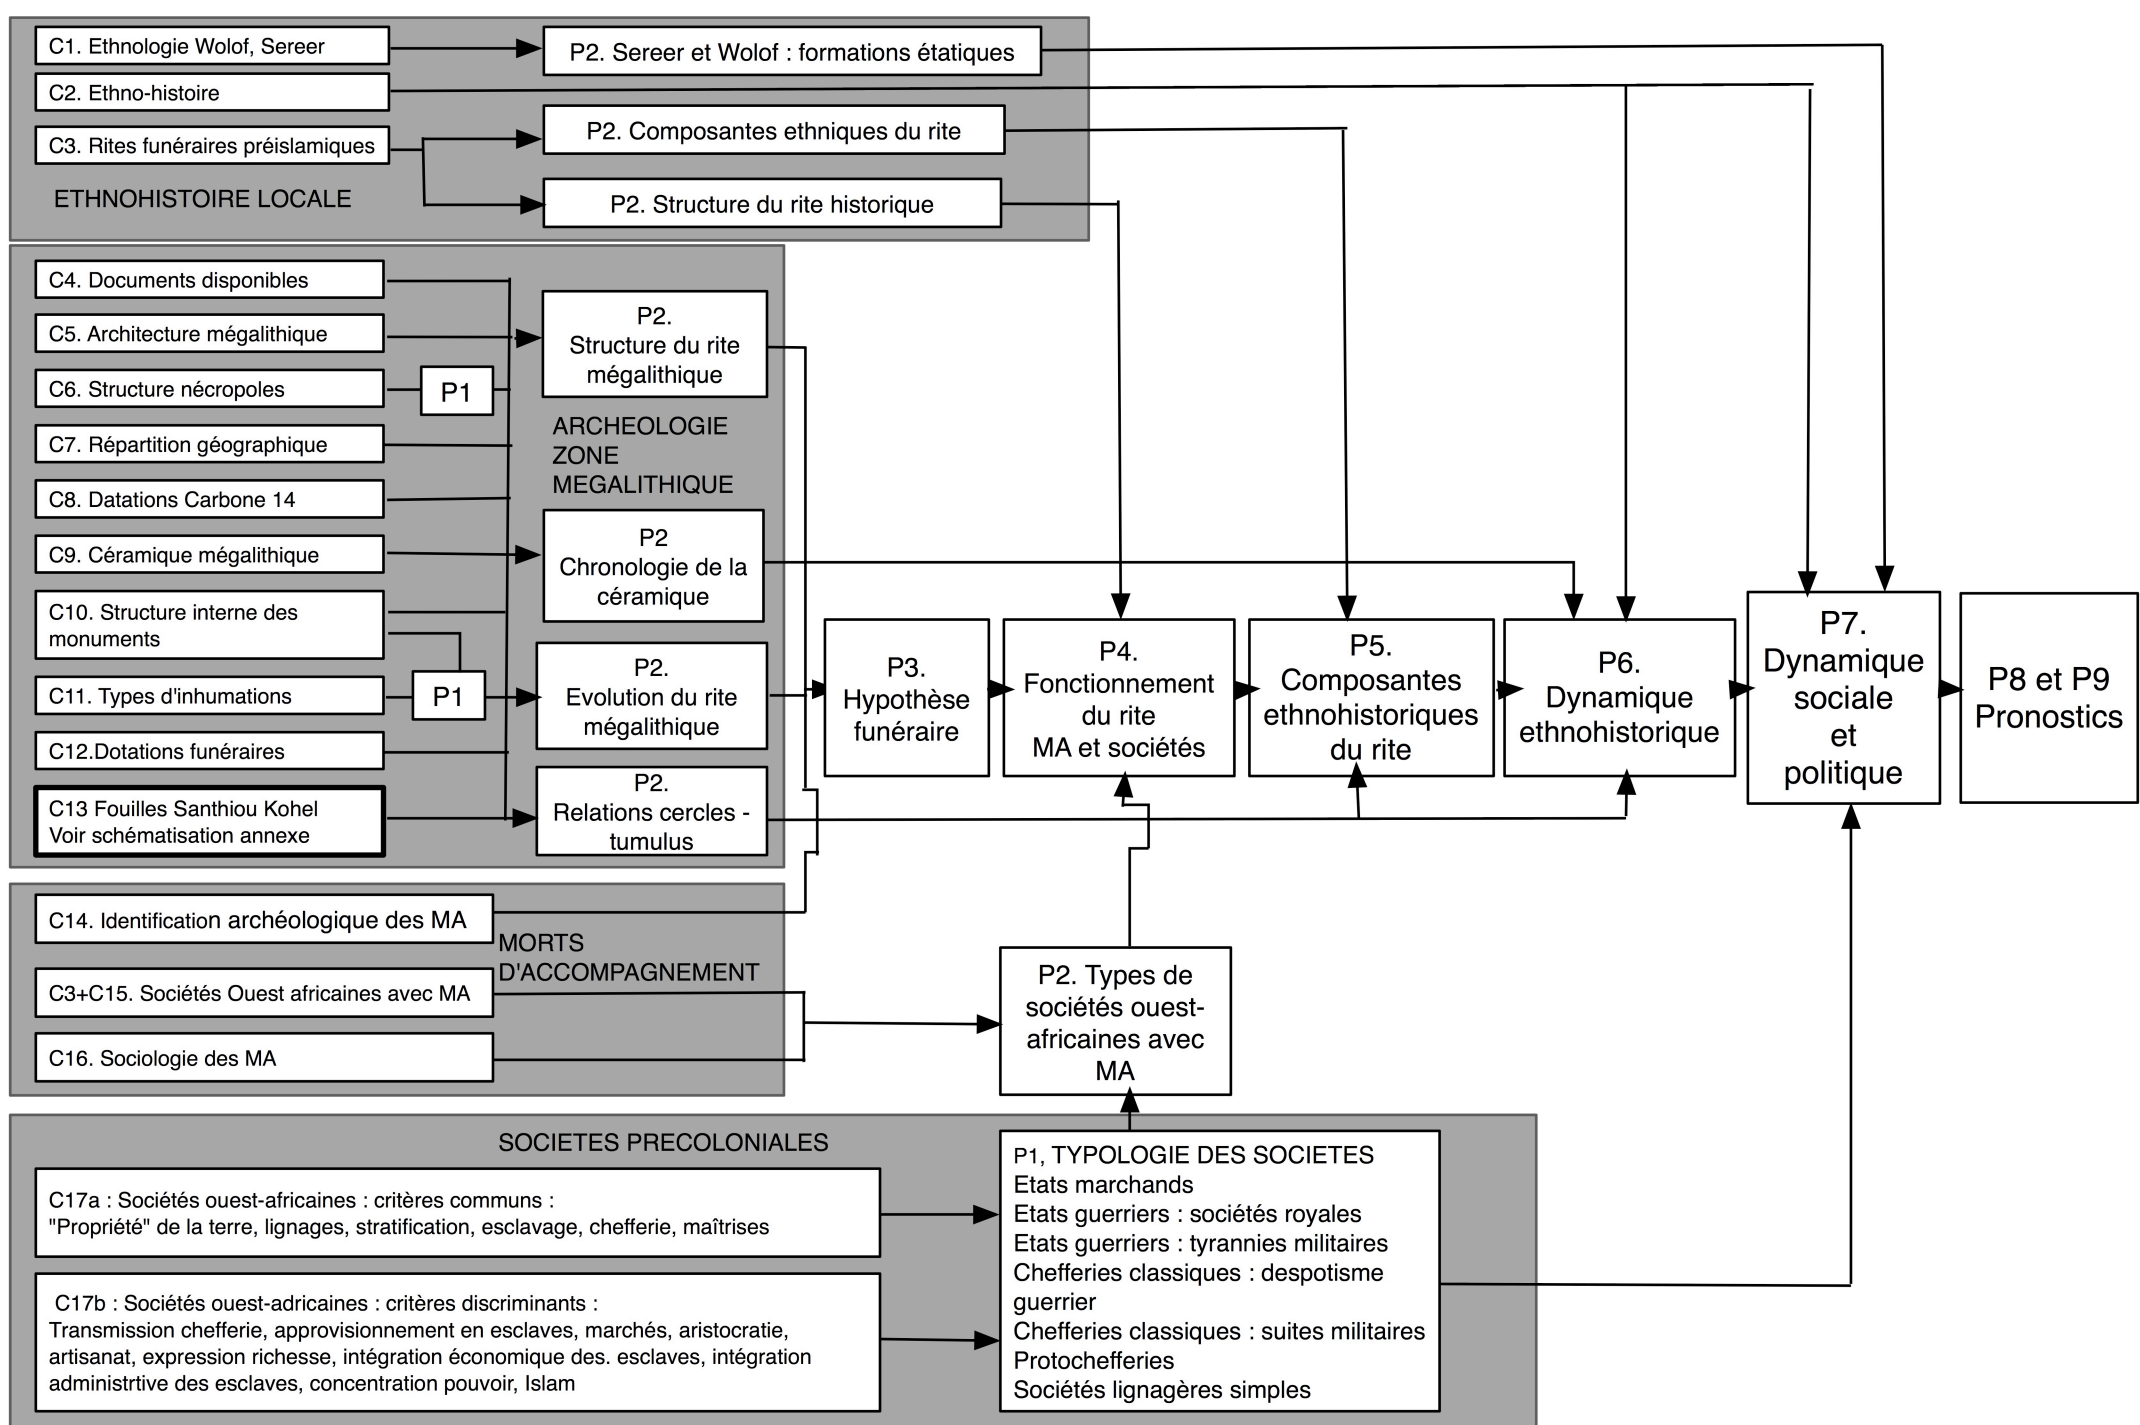 C1. Ethnologie Wolof, Sereer
P2. Sereer et Wolof : formations étatiques
C2. Ethno-histoire
P2. Composantes ethniques du rite
C3. Rites funéraires préislamiques
ETHNOHISTOIRE LOCALE
P2. Structure du rite historique
C4. Documents disponibles
C5. Architecture mégalithique
C6. Structure nécropoles
P1
C7. Répartition géographique
C8. Datations Carbone 14
C9. Céramique mégalithique
C10. Structure interne des
monuments
C11. Types d'inhumations
P1
C12.Dotations funéraires
C13 Fouilles Santhiou Kohel
Voir schématisation annexe
P2.
Structure du rite
mégalithique
ARCHEOLOGIE
ZONE
MEGALITHIQUE
P2
Chronologie de la
céramique
P2.
Evolution du rite
mégalithique
P2.
Relations cercles -
tumulus
P3.
Hypothèse
funéraire
P4.
Fonctionnement
du rite
MA et sociétés
P5.
Composantes
ethnohistoriques
du rite
P6.
Dynamique
ethnohistorique
P7.
Dynamique
sociale
et
politique
P8 et P9
Pronostics
C14. Identification archéologique des MA
MORTS
D'ACCOMPAGNEMENT
C3+C15. Sociétés Ouest africaines avec MA
C16. Sociologie des MA
P2. Types de
sociétés ouest-
africaines avec
MA
SOCIETES PRECOLONIALES
C17a : Sociétés ouest-africaines : critères communs :
"Propriété" de la terre, lignages, stratification, esclavage, chefferie, maîtrises
C17b : Sociétés ouest-adricaines : critères discriminants :
Transmission chefferie, approvisionnement en esclaves, marchés, aristocratie,
artisanat, expression richesse, intégration économique des. esclaves, intégration
administrtive des esclaves, concentration pouvoir, Islam
P1, TYPOLOGIE DES SOCIETES
Etats marchands
Etats guerriers : sociétés royales
Etats guerriers : tyrannies militaires
Chefferies classiques : despotisme
guerrier
Chefferies classiques : suites militaires
Protochefferies
Sociétés lignagères simples